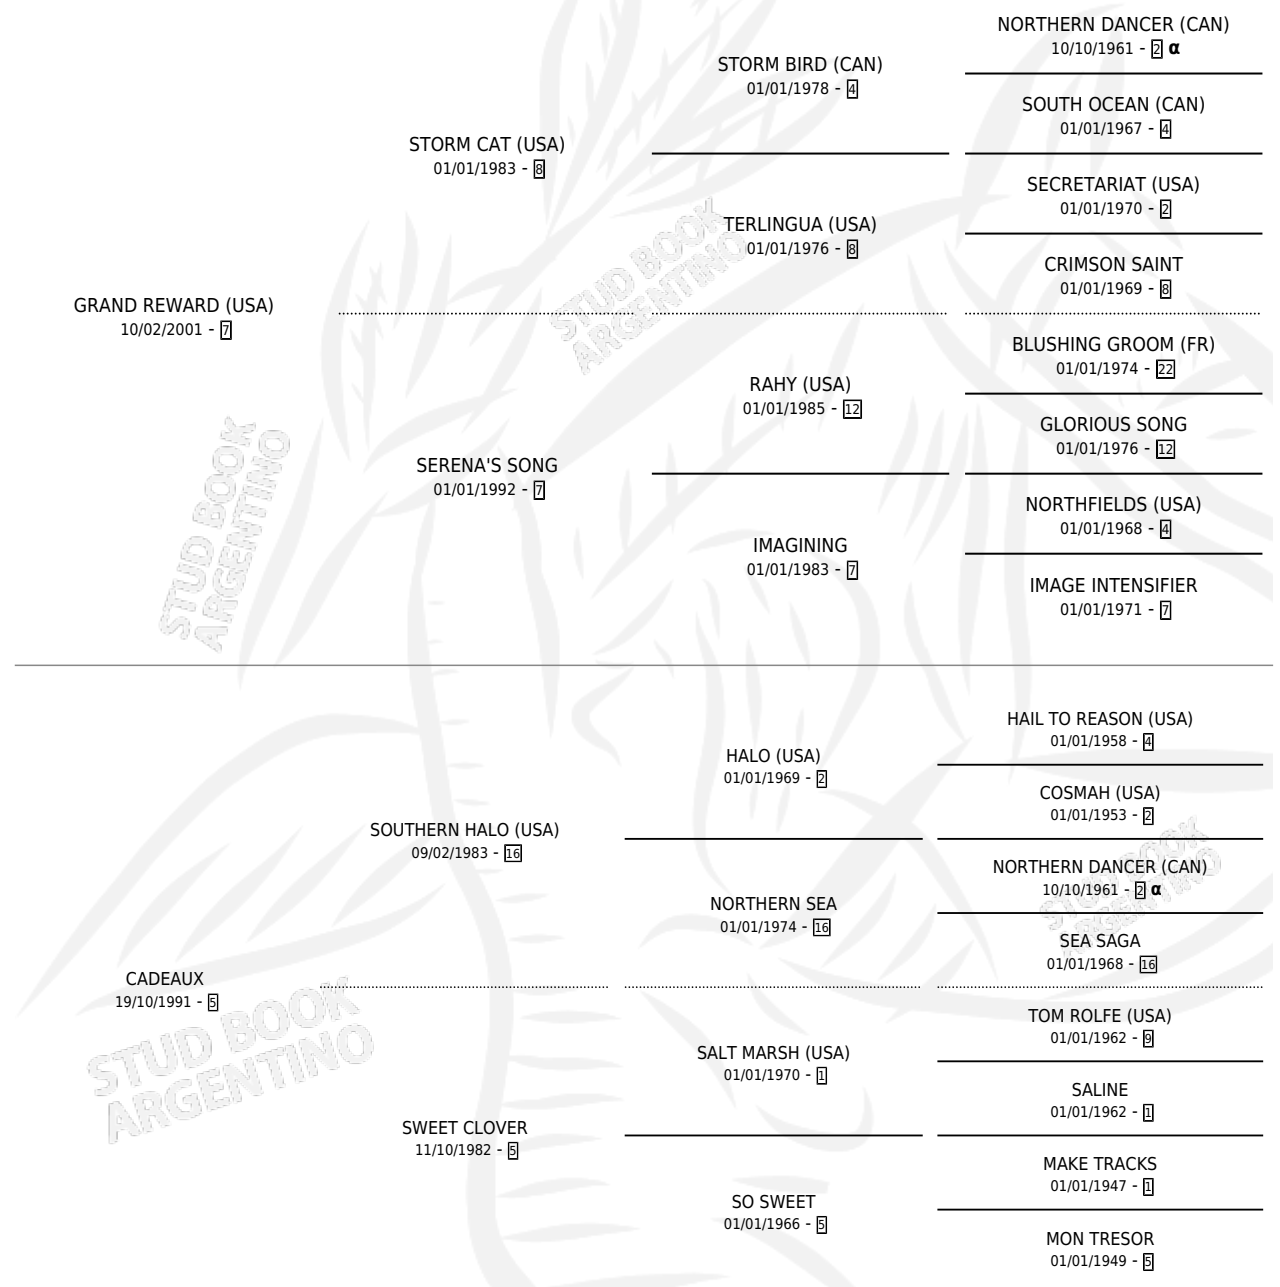 NORTHERN DANCER (CAN)
10/10/1961 - 2 α
STORM BIRD (CAN)
01/01/1978 - 4
SOUTH OCEAN (CAN)
01/01/1967 - 4
STORM CAT (USA)
01/01/1983 - 8
SECRETARIAT (USA)
01/01/1970 - 2
TERLINGUA (USA)
01/01/1976 - 8
CRIMSON SAINT
01/01/1969 - 8
GRAND REWARD (USA)
10/02/2001 - 7
BLUSHING GROOM (FR)
01/01/1974 - 22
RAHY (USA)
01/01/1985 - 12
GLORIOUS SONG
01/01/1976 - 12
SERENA'S SONG
01/01/1992 - 7
NORTHFIELDS (USA)
01/01/1968 - 4
IMAGINING
01/01/1983 - 7
IMAGE INTENSIFIER
01/01/1971 - 7
HAIL TO REASON (USA)
01/01/1958 - 4
HALO (USA)
01/01/1969 - 2
COSMAH (USA)
01/01/1953 - 2
SOUTHERN HALO (USA)
09/02/1983 - 16
NORTHERN DANCER (CAN)
10/10/1961 - 2 α
NORTHERN SEA
01/01/1974 - 16
SEA SAGA
01/01/1968 - 16
CADEAUX
19/10/1991 - 5
TOM ROLFE (USA)
01/01/1962 - 9
SALT MARSH (USA)
01/01/1970 - 1
SALINE
01/01/1962 - 1
SWEET CLOVER
11/10/1982 - 5
MAKE TRACKS
01/01/1947 - 1
SO SWEET
01/01/1966 - 5
MON TRESOR
01/01/1949 - 5
STUD BOOK
ARGENTINO
STUD BOOK
ARGENTINO
STUD BOOK
ARGENTINO
STUD BOOK
ARGENTINO